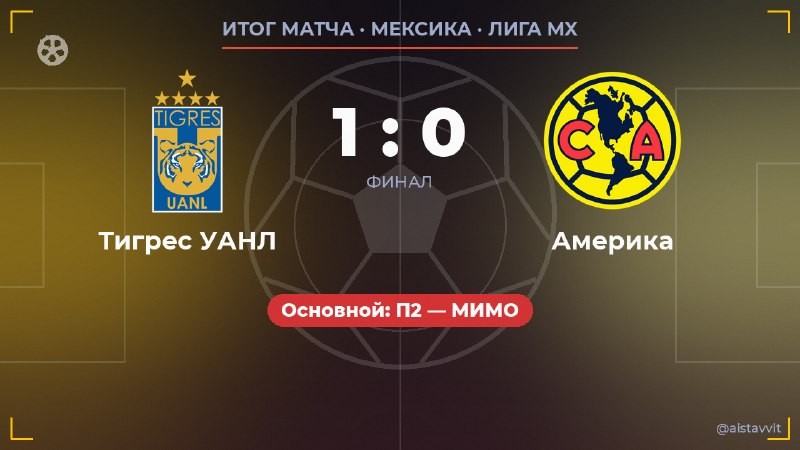 ИТОГ МАТЧА · МЕКСИКА · ЛИГА MX
TIGRES
UANL
1 : 0
ФИНАЛ
C A
Тигрес УАНЛ
Америка
Основной: П2 — МИМО
@aistavvit